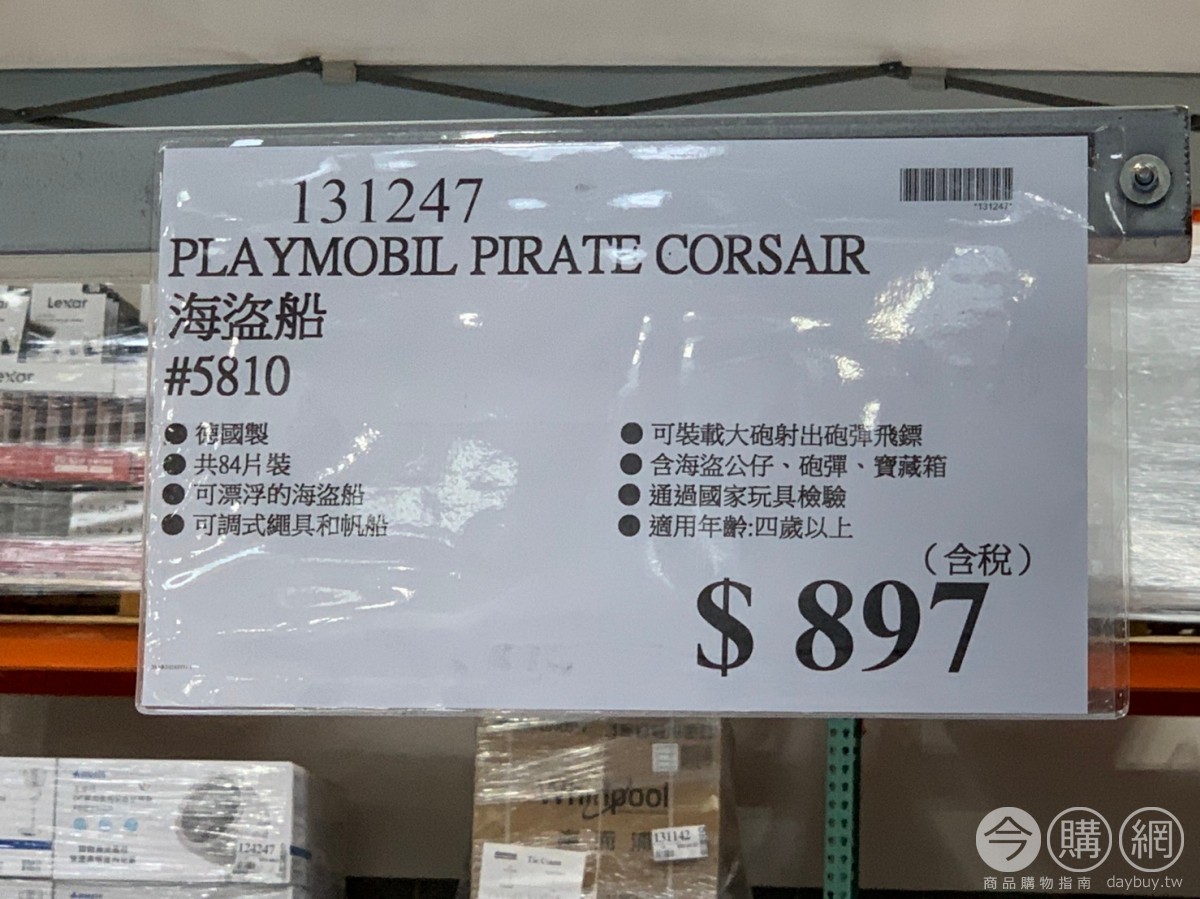 131247
*131247*
PLAYMOBIL PIRATE CORSAIR
海盜船
#5810
● 德國製
● 共84片裝
● 可漂浮的海盜船
● 可調式繩具和帆船
● 可裝載大砲射出砲彈飛鏢
● 含海盜公仔、砲彈、寶藏箱
● 通過國家玩具檢驗
● 適用年齡:四歲以上
（含稅）
$ 897
Lexar
Whirlpool
131142
124247
今購網
商品購物指南 daybuy.tw